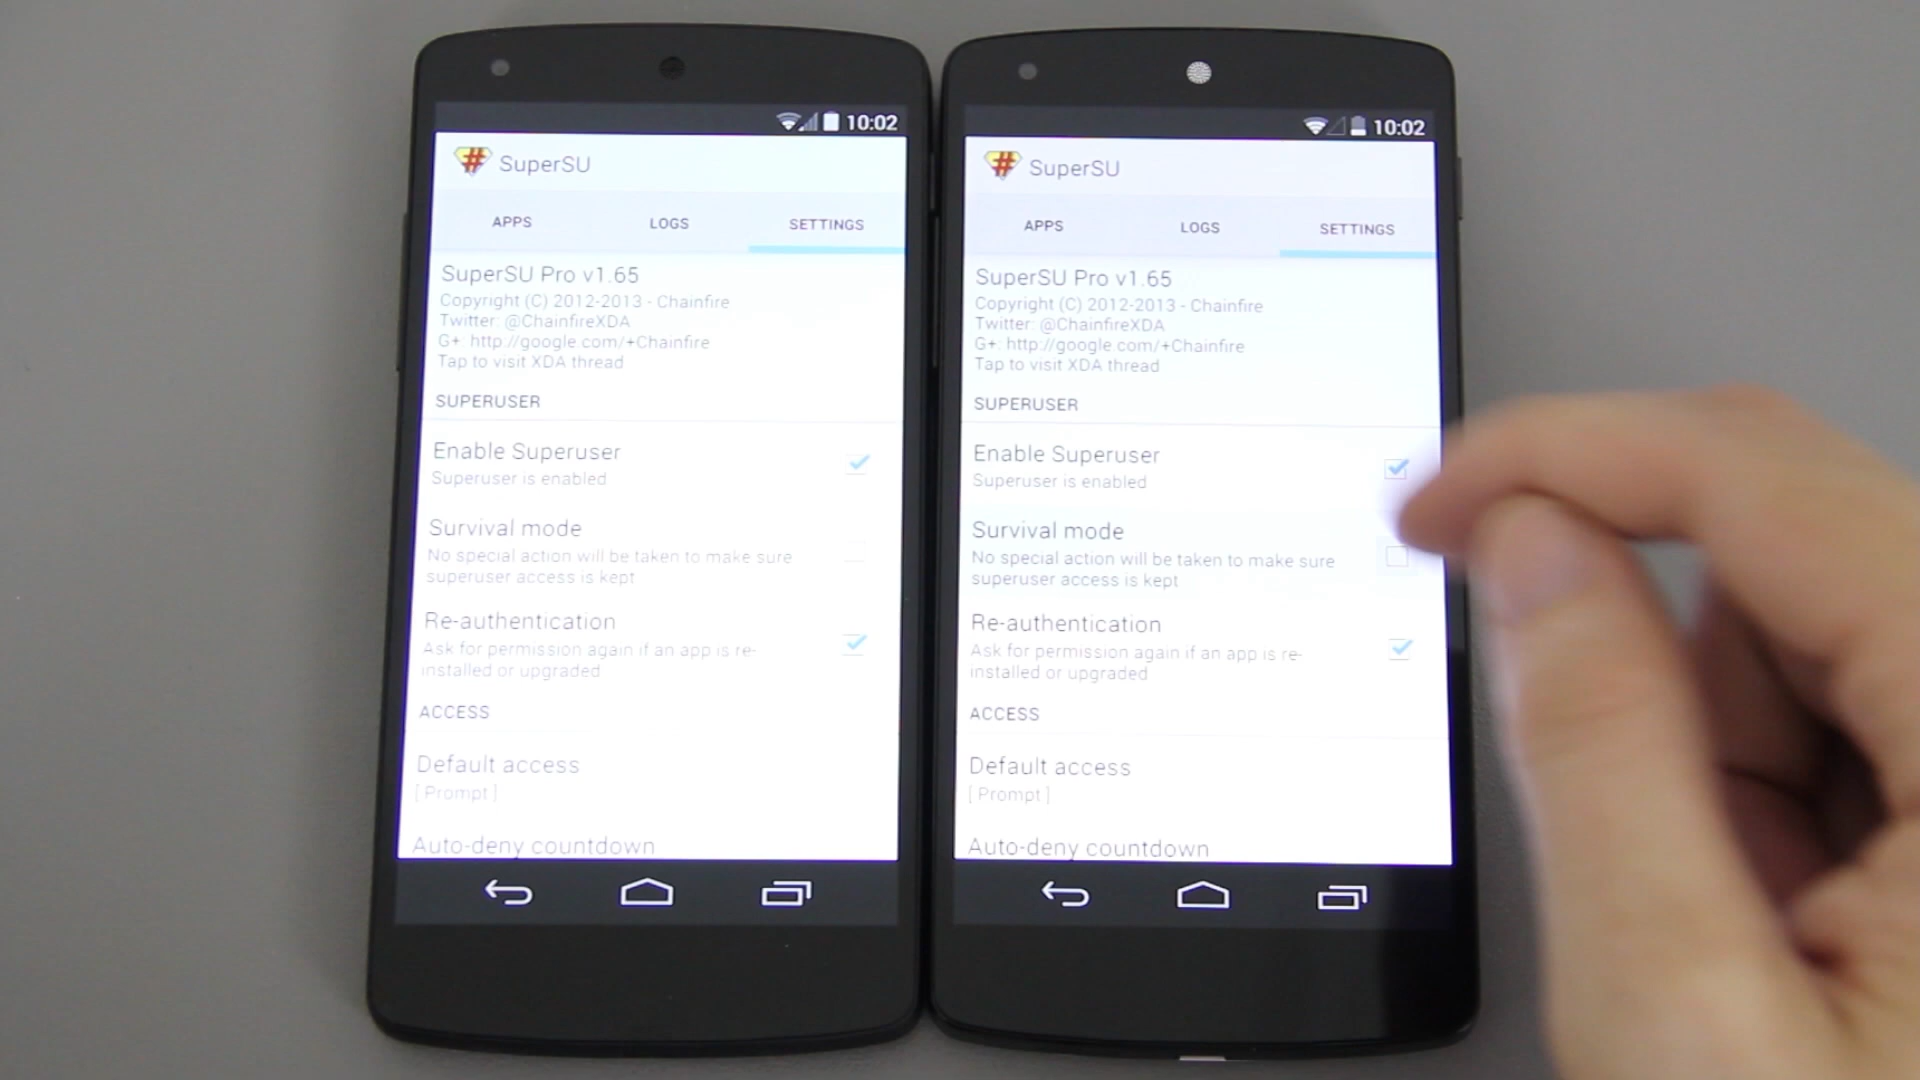 10:02
SuperSU
APPS LOGS SETTINGS
SuperSU Pro v1.65
Copyright (C) 2012-2013 - Chainfire
Twitter: @ChainfireXDA
G+: http://google.com/+Chainfire
Tap to visit XDA thread
SUPERUSER
Enable Superuser
Superuser is enabled
Survival mode
No special action will be taken to make sure
superuser access is kept
Re-authentication
Ask for permission again if an app is re-
installed or upgraded
ACCESS
Default access
[ Prompt ]
Auto-deny countdown
10:02
SuperSU
APPS LOGS SETTINGS
SuperSU Pro v1.65
Copyright (C) 2012-2013 - Chainfire
Twitter: @ChainfireXDA
G+: http://google.com/+Chainfire
Tap to visit XDA thread
SUPERUSER
Enable Superuser
Superuser is enabled
Survival mode
No special action will be taken to make sure
superuser access is kept
Re-authentication
Ask for permission again if an app is re-
installed or upgraded
ACCESS
Default access
[ Prompt ]
Auto-deny countdown